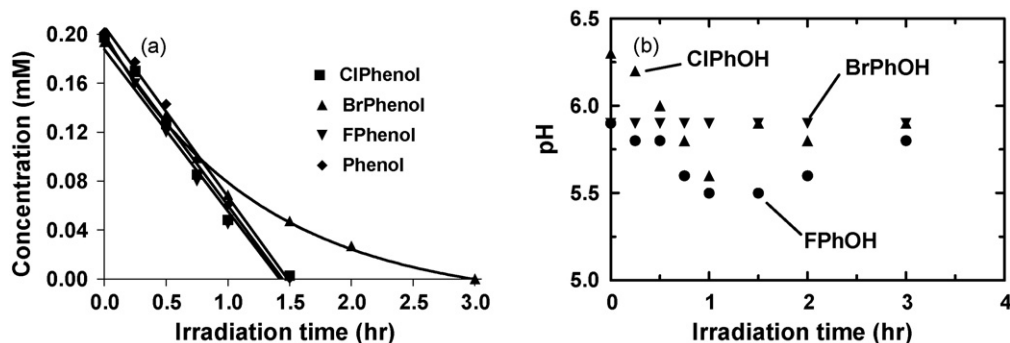 (a)
Concentration (mM)
0.20
0.16
0.12
0.08
0.04
0.00
ClPhenol
BrPhenol
FPhenol
Phenol
0.0 0.5 1.0 1.5 2.0 2.5 3.0
Irradiation time (hr)
(b)
pH
6.5
6.0
5.5
5.0
ClPhOH
BrPhOH
FPhOH
0 1 2 3 4
Irradiation time (hr)